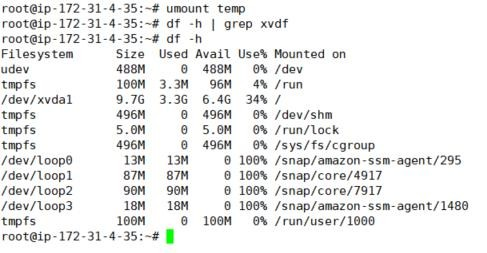 root@ip-172-31-4-35:~# umount temp
root@ip-172-31-4-35:~# df -h | grep xvdf
root@ip-172-31-4-35:~# df -h
Filesystem      Size  Used Avail Use% Mounted on
udev            488M     0  488M   0% /dev
tmpfs           100M  3.3M   96M   4% /run
/dev/xvda1      9.7G  3.3G  6.4G  34% /
tmpfs           496M     0  496M   0% /dev/shm
tmpfs           5.0M     0  5.0M   0% /run/lock
tmpfs           496M     0  496M   0% /sys/fs/cgroup
/dev/loop0       13M   13M     0 100% /snap/amazon-ssm-agent/295
/dev/loop1       87M   87M     0 100% /snap/core/4917
/dev/loop2       90M   90M     0 100% /snap/core/7917
/dev/loop3       18M   18M     0 100% /snap/amazon-ssm-agent/1480
tmpfs           100M     0  100M   0% /run/user/1000
root@ip-172-31-4-35:~#